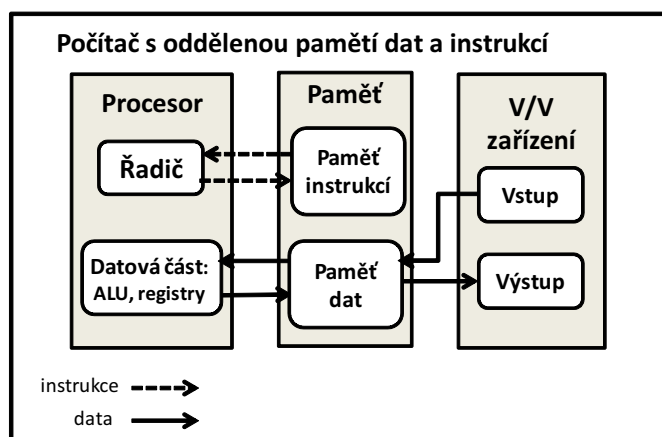 Počítač s oddělenou pamětí dat a instrukcí
Procesor
Řadič
Datová část:
ALU, registry
Paměť
Paměť
instrukcí
Paměť
dat
V/V
zařízení
Vstup
Výstup
instrukce
data